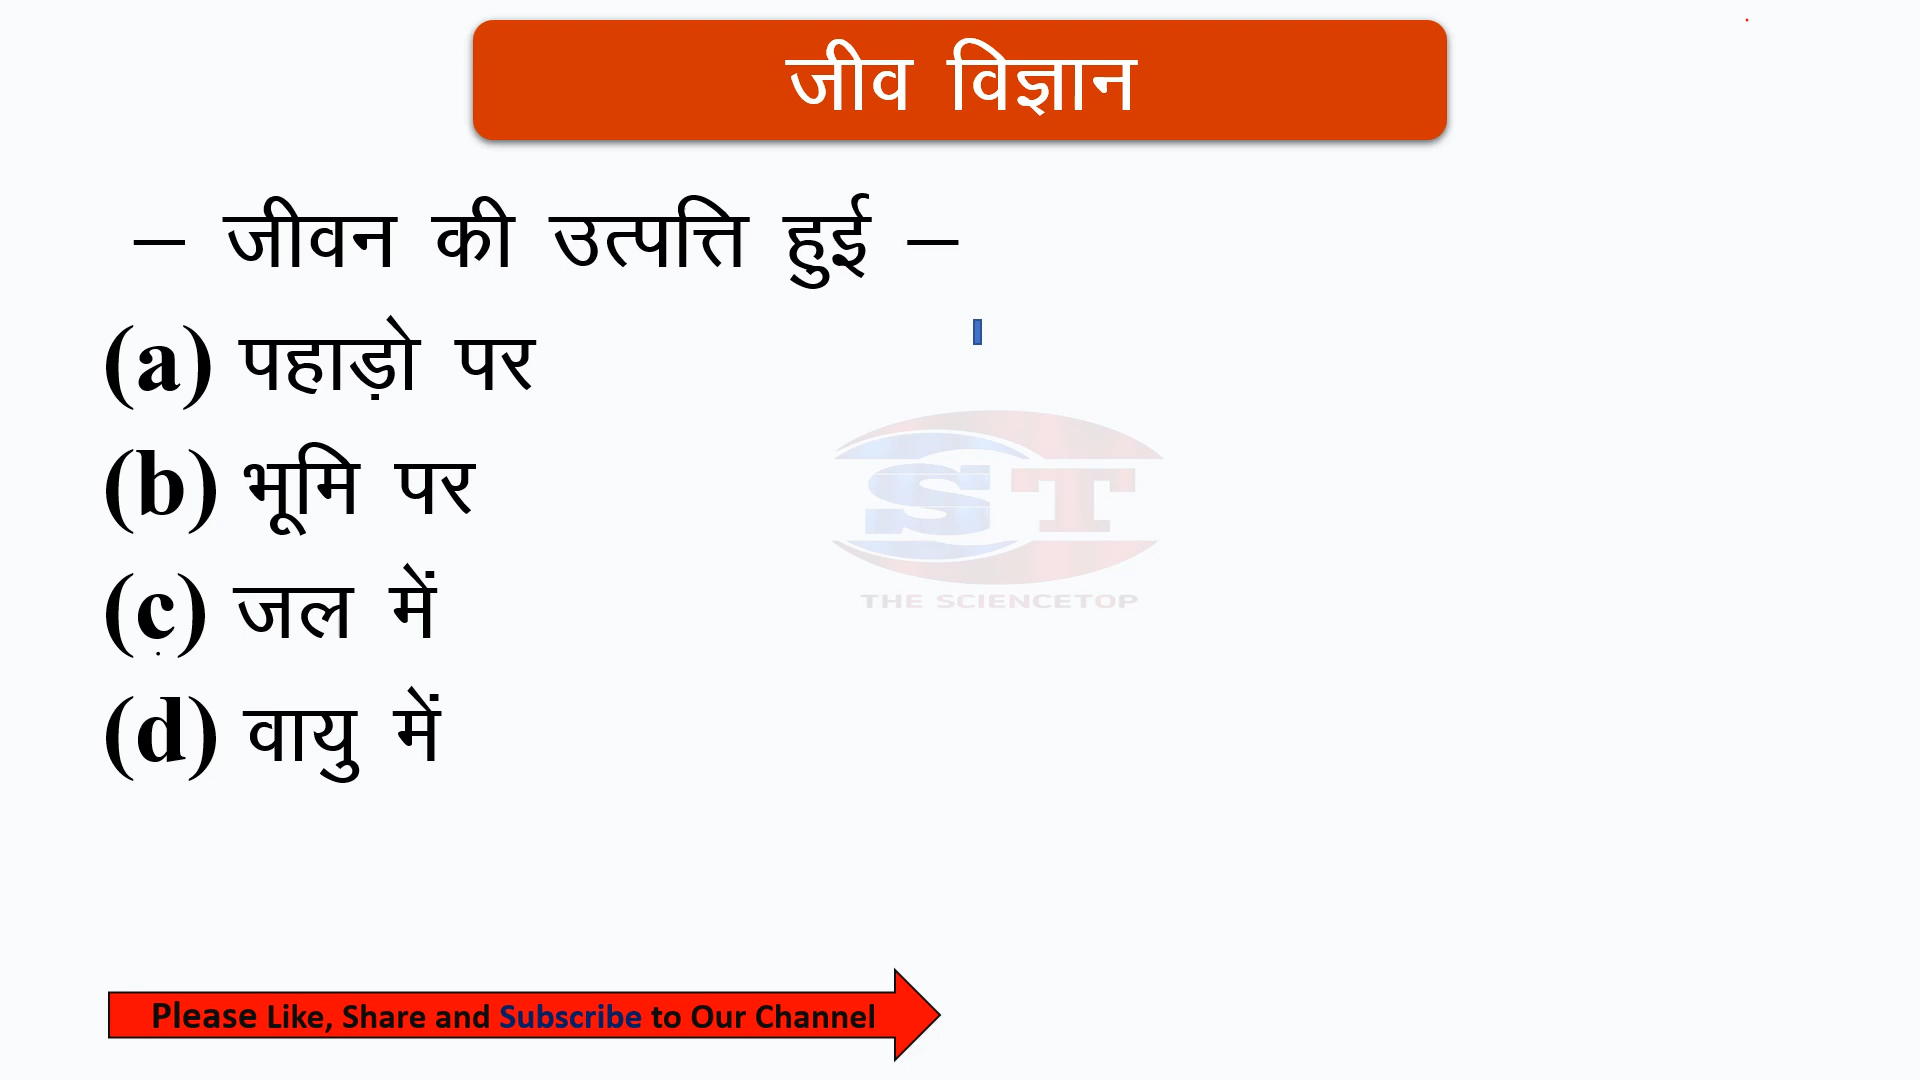 जीव विज्ञान
– जीवन की उत्पत्ति हुई –
(a) पहाड़ो पर
(b) भूमि पर
(c) जल में
(d) वायु में
ST
THE SCIENCETOP
Please Like, Share and Subscribe to Our Channel